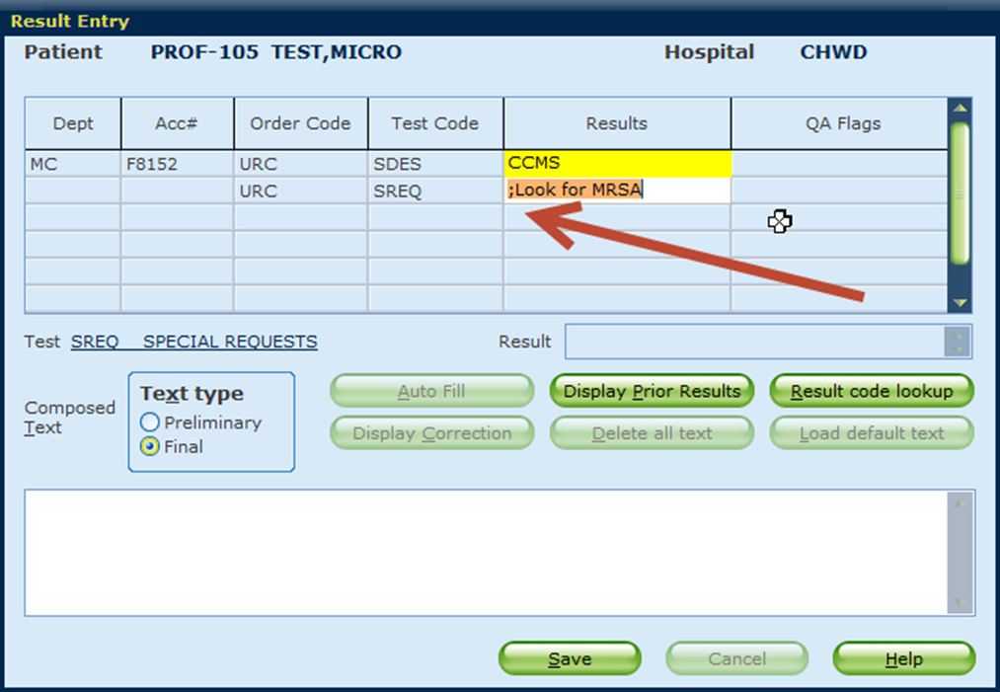 Result Entry
Patient PROF-105 TEST,MICRO Hospital CHWD
Dept Acc# Order Code Test Code Results QA Flags
MC F8152 URC SDES CCMS
URC SREQ ;Look for MRSA
Test SREQ SPECIAL REQUESTS Result
Composed Text
Text type
Preliminary
Final
Auto Fill Display Prior Results Result code lookup
Display Correction Delete all text Load default text
Save Cancel Help